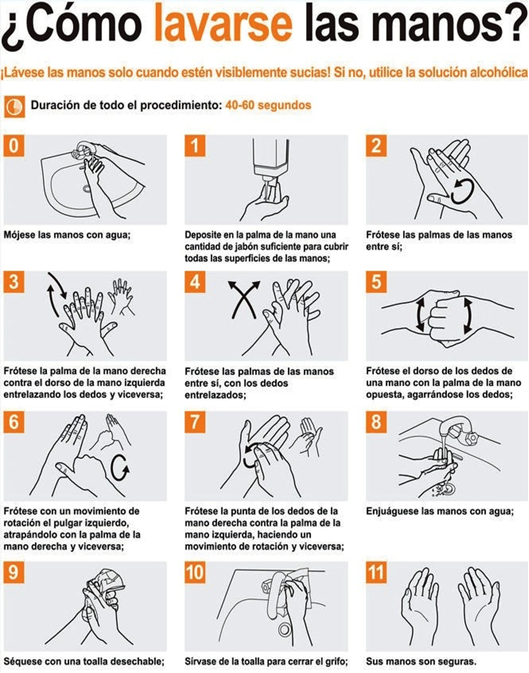 ¿Cómo lavarse las manos?
¡Lávese las manos solo cuando estén visiblemente sucias! Si no, utilice la solución alcohólica
Duración de todo el procedimiento: 40-60 segundos
0
Mójese las manos con agua;
1
Deposite en la palma de la mano una
cantidad de jabón suficiente para cubrir
todas las superficies de las manos;
2
Frótese las palmas de las manos
entre sí;
3
Frótese la palma de la mano derecha
contra el dorso de la mano izquierda
entrelazando los dedos y viceversa;
4
Frótese las palmas de las manos
entre sí, con los dedos
entrelazados;
5
Frótese el dorso de los dedos de
una mano con la palma de la mano
opuesta, agarrándose los dedos;
6
Frótese con un movimiento de
rotación el pulgar izquierdo,
atrapándolo con la palma de la
mano derecha y viceversa;
7
Frótese la punta de los dedos de la
mano derecha contra la palma de la
mano izquierda, haciendo un
movimiento de rotación y viceversa;
8
Enjuáguese las manos con agua;
9
Séquese con una toalla desechable;
10
Sírvase de la toalla para cerrar el grifo;
11
Sus manos son seguras.